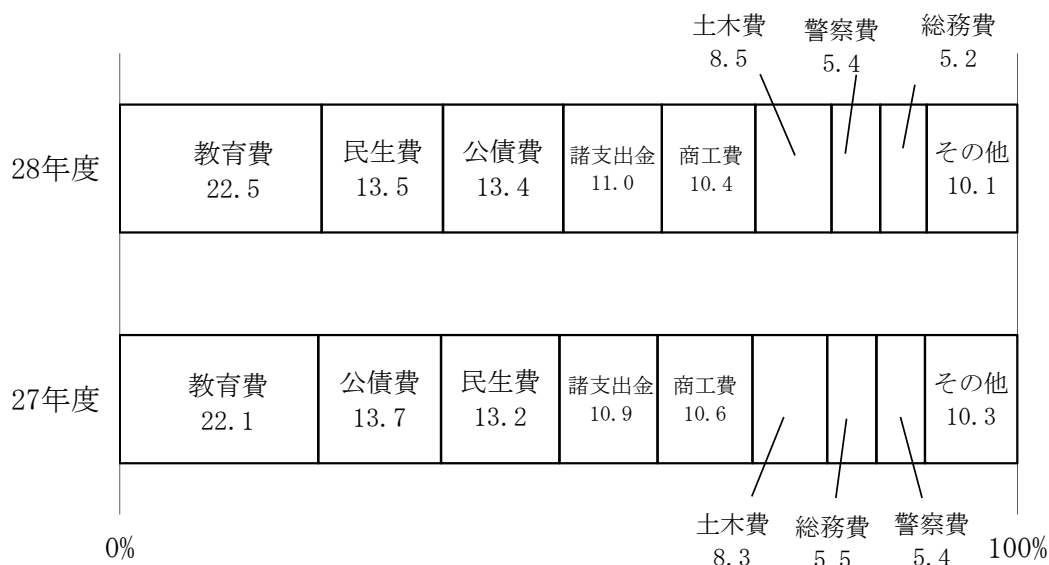 土木費 警察費 総務費
8.5 5.4 5.2
28年度
教育費 民生費 公債費 諸支出金 商工費 その他
22.5 13.5 13.4 11.0 10.4 10.1
27年度
教育費 公債費 民生費 諸支出金 商工費 その他
22.1 13.7 13.2 10.9 10.6 10.3
土木費 総務費 警察費
8.3 5.5 5.4
0% 100%